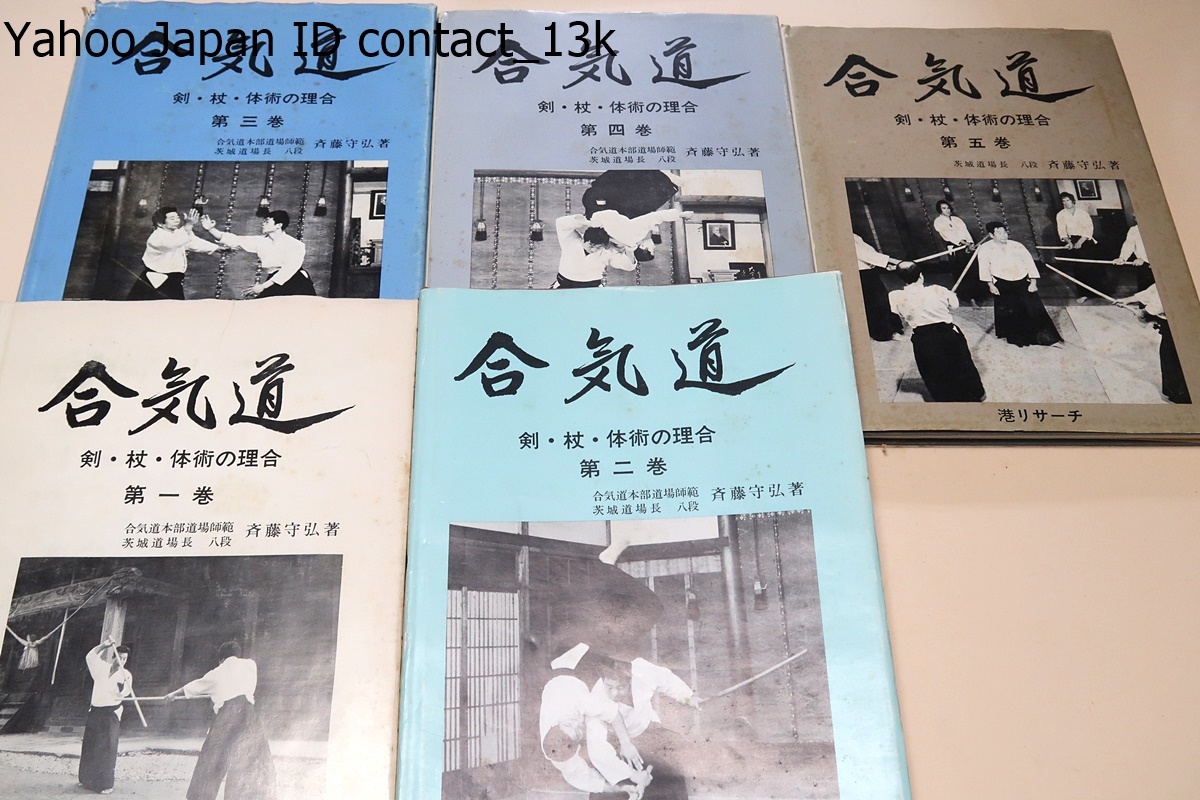 Yahoo Japan ID contact_13k
合気道
剣・杖・体術の理合
第三巻
合気道本部道場師範
茨城道場長 八段
斉藤守弘著
合気道
剣・杖・体術の理合
第四巻
合気道本部道場師範
茨城道場長 八段
斉藤守弘著
合気道
剣・杖・体術の理合
第五巻
茨城道場長 八段 斉藤守弘著
港リサーチ
合気道
剣・杖・体術の理合
第一巻
合気道本部道場師範
茨城道場長 八段
斉藤守弘著
合気道
剣・杖・体術の理合
第二巻
合気道本部道場師範
茨城道場長 八段
斉藤守弘著